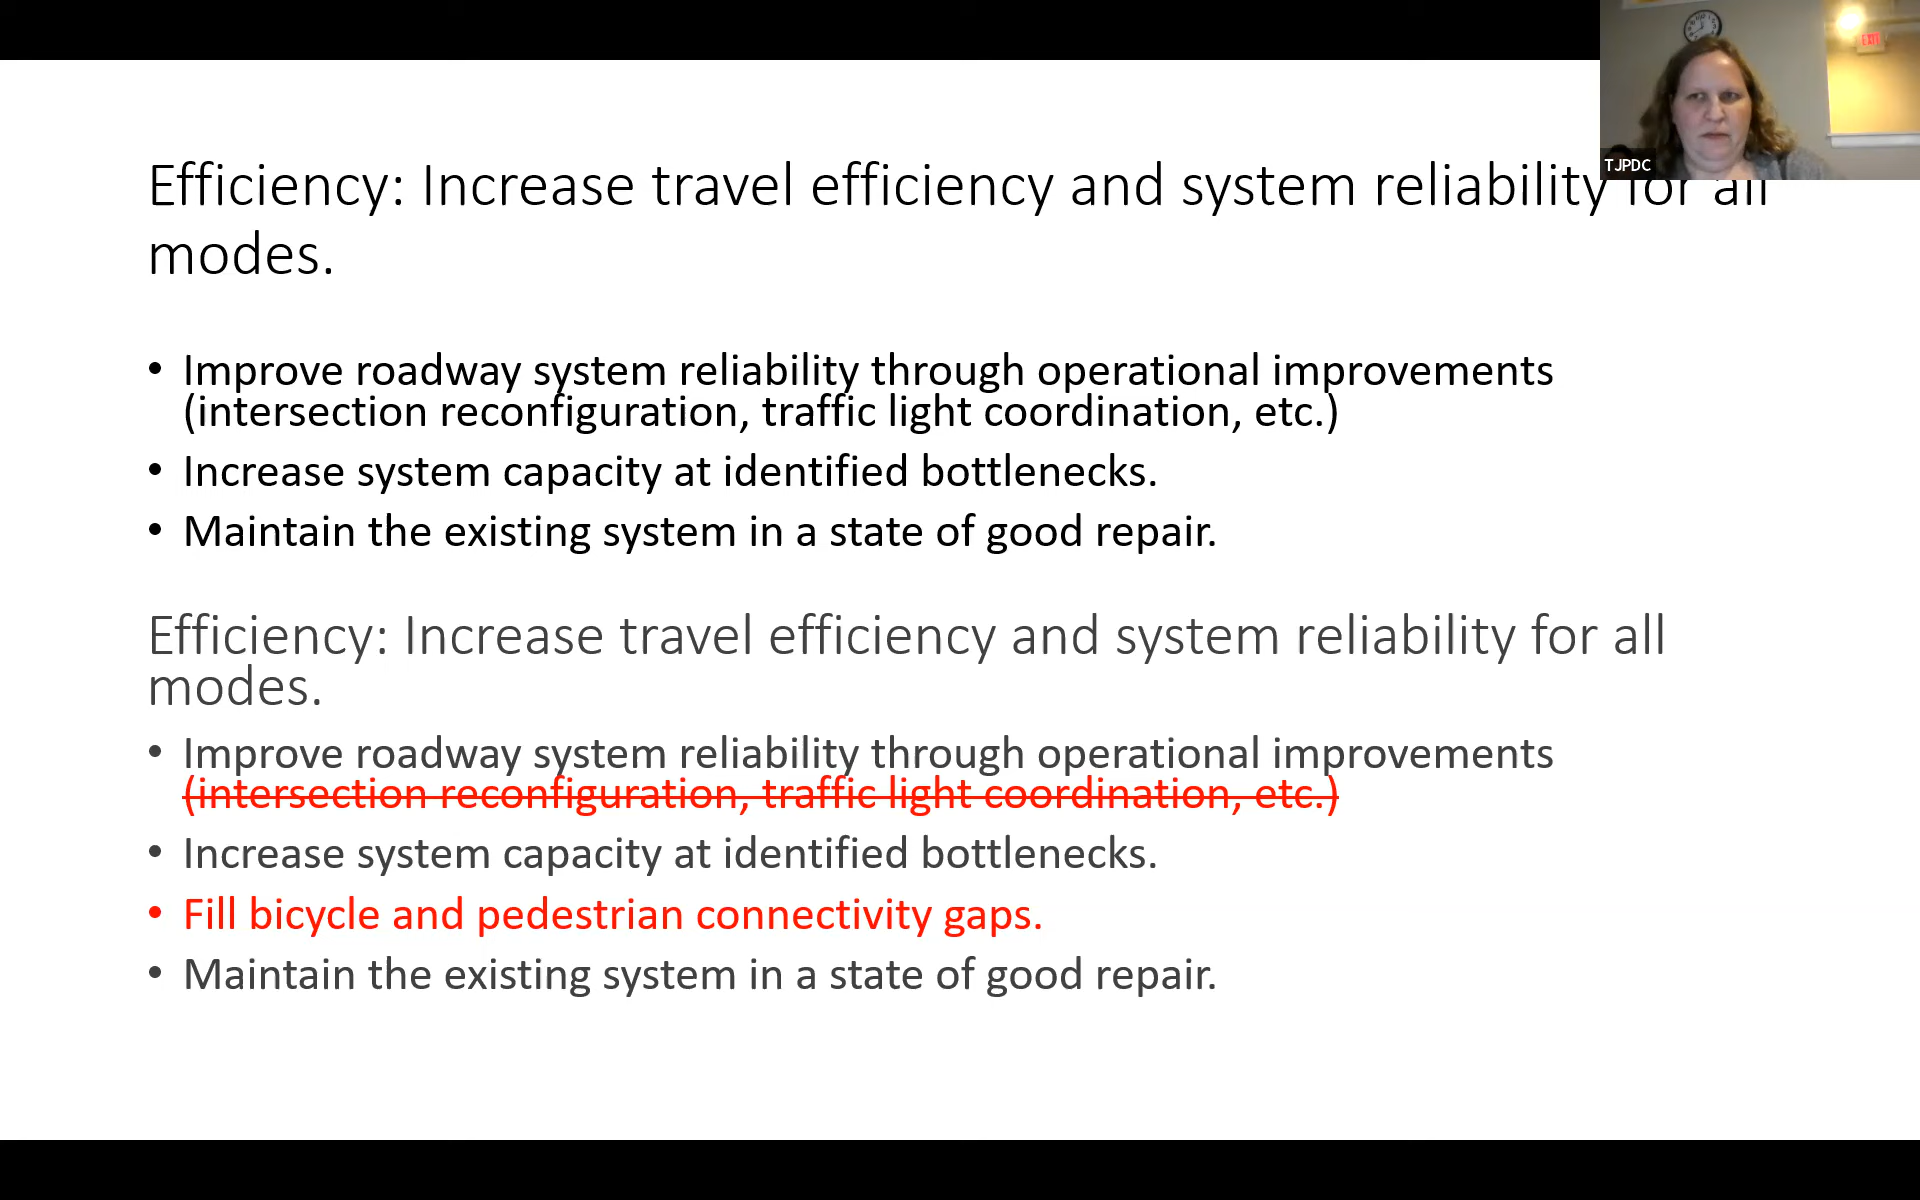 EXIT
TJPDC
Efficiency: Increase travel efficiency and system reliability for all
modes.
• Improve roadway system reliability through operational improvements
(intersection reconfiguration, traffic light coordination, etc.)
• Increase system capacity at identified bottlenecks.
• Maintain the existing system in a state of good repair.
Efficiency: Increase travel efficiency and system reliability for all
modes.
• Improve roadway system reliability through operational improvements
(intersection reconfiguration, traffic light coordination, etc.)
• Increase system capacity at identified bottlenecks.
• Fill bicycle and pedestrian connectivity gaps.
• Maintain the existing system in a state of good repair.